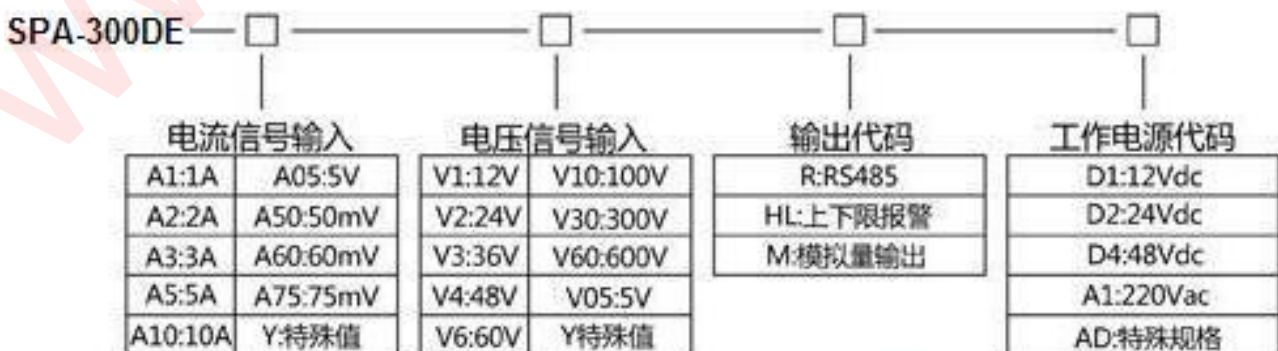 SPA-300DE
电流信号输入 电压信号输入 输出代码 工作电源代码
A1:1A A05:5V V1:12V V10:100V R:RS485 D1:12Vdc
A2:2A A50:50mV V2:24V V30:300V HL:上下限报警 D2:24Vdc
A3:3A A60:60mV V3:36V V60:600V M:模拟量输出 D4:48Vdc
A5:5A A75:75mV V4:48V V05:5V A1:220Vac
A10:10A Y:特殊值 V6:60V Y特殊值 AD:特殊规格